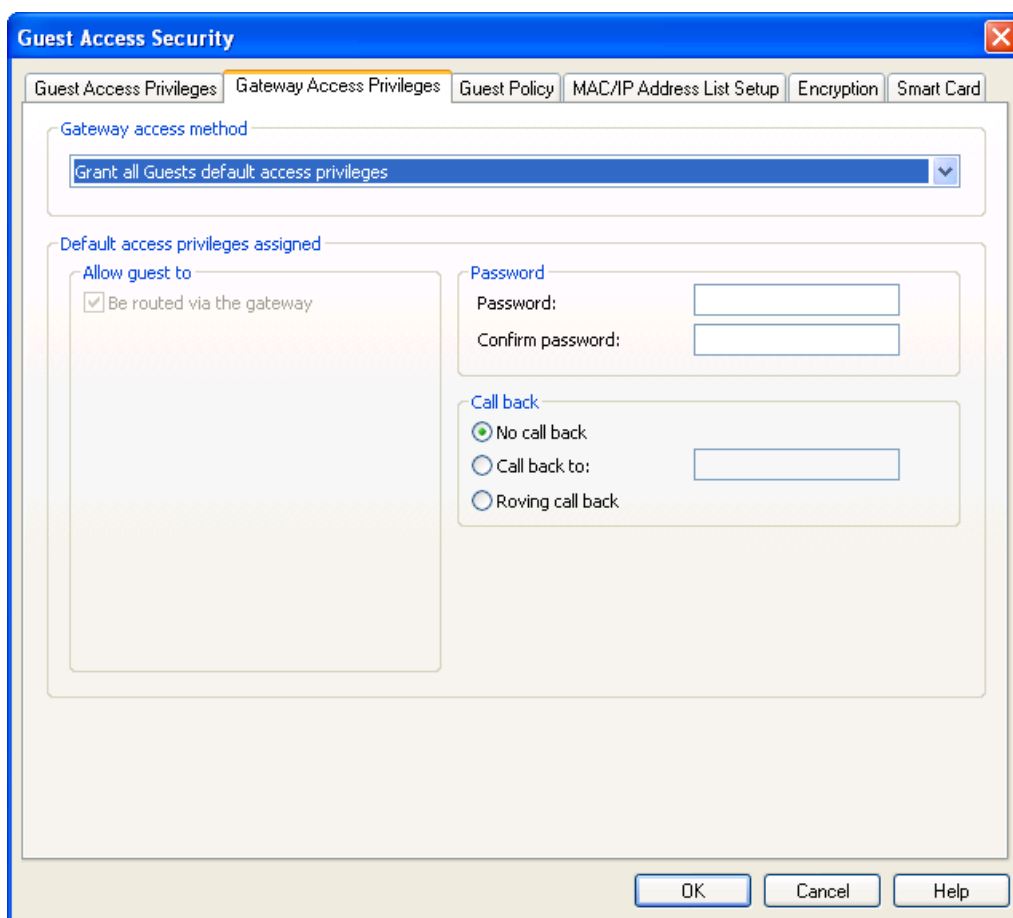 Guest Access Security
Guest Access Privileges Gateway Access Privileges Guest Policy MAC/IP Address List Setup Encryption Smart Card
Gateway access method
Grant all Guests default access privileges
Default access privileges assigned
Allow guest to
Be routed via the gateway
Password
Password:
Confirm password:
Call back
No call back
Call back to:
Roving call back
OK Cancel Help